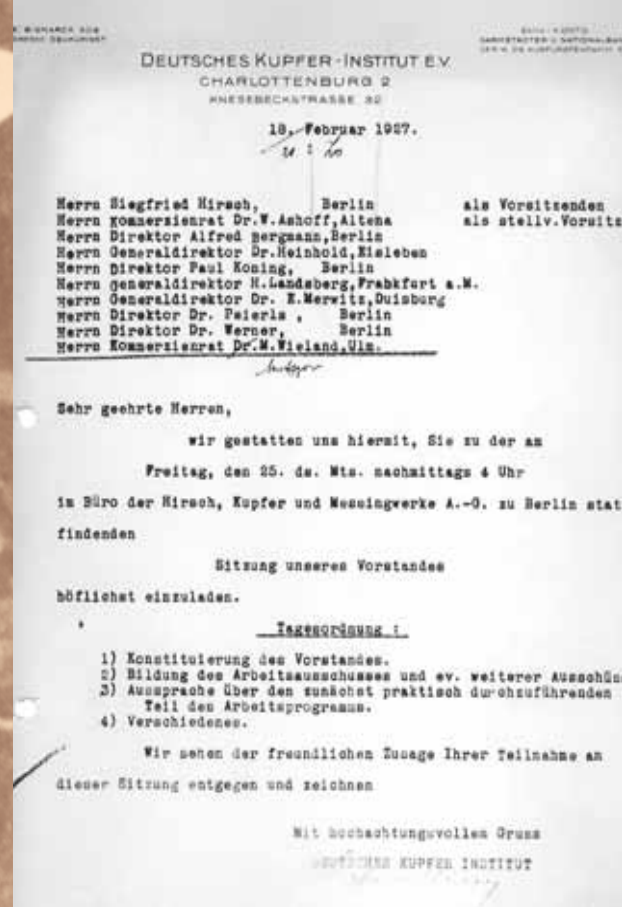 DEUTSCHES KUPFER-INSTITUT E.V.
CHARLOTTENBURG 2
KNESEBECKSTRASSE 32
18. Februar 1927.
Herrn Siegfried Hirsch, Berlin als Vorsitzenden
Herrn Kommerzienrat Dr.W.Ashoff,Altena als stellv.Vorsitz
Herrn Direktor Alfred Bergmann,Berlin
Herrn Generaldirektor Dr.Heinhold,Eisleben
Herrn Direktor Paul Koning, Berlin
Herrn Generaldirektor H.Landsberg,Frabkfurt a.M.
Herrn Generaldirektor Dr. E.Merwitz,Duisburg
Herrn Direktor Dr. Peierls , Berlin
Herrn Direktor Dr. Werner, Berlin
Herrn Kommerzienrat Dr.M.Wieland,Ulm.
Sehr geehrte Herren,
wir gestatten uns hiermit, Sie zu der am
Freitag, den 25. ds. Mts. nachmittags 4 Uhr
im Büro der Hirsch, Kupfer und Messingwerke A.-G. zu Berlin stat
findenden
Sitzung unseres Vorstandes
höflichst einzuladen.
Tagesordnung :
1) Konstituierung des Vorstandes.
2) Bildung des Arbeitsausschusses und ev. weiterer Ausschüs
3) Aussprache über den zunächst praktisch durchzuführenden
Teil des Arbeitsprogramms.
4) Verschiedenes.
Wir sehen der freundlichen Zusage Ihrer Teilnahme an
dieser Sitzung entgegen und zeichnen
Mit hochachtungsvollem Gruss
DEUTSCHES KUPFER INSTITUT